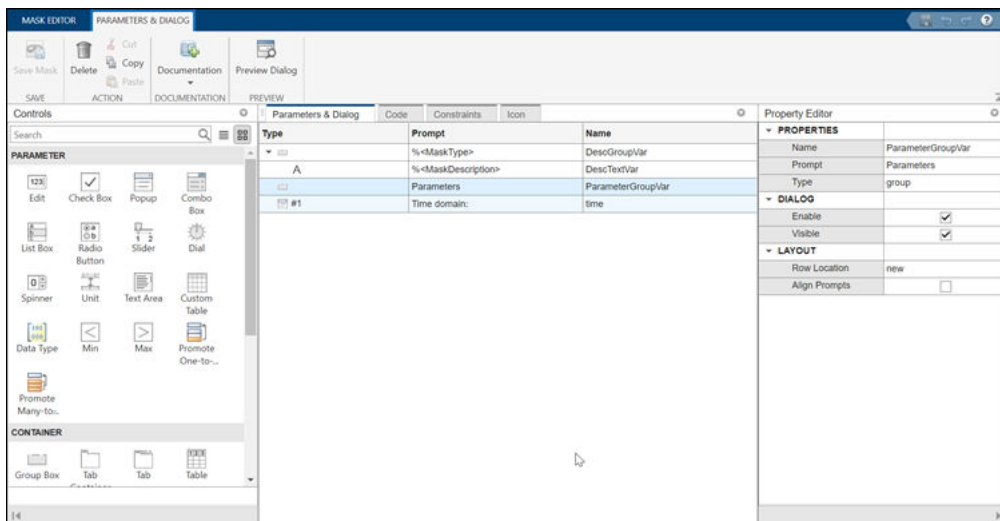 MASK EDITOR PARAMETERS & DIALOG
Save Mask Delete Cut Copy Paste Documentation Preview Dialog
SAVE ACTION DOCUMENTATION PREVIEW
Controls
Search
PARAMETER
Edit Check Box Popup Combo Box
List Box Radio Button Slider Dial
Spinner Unit Text Area Custom Table
Data Type Min Max Promote One-to-...
Promote Many-to...
CONTAINER
Group Box Tab Container Tab Table
Parameters & Dialog Code Constraints Icon
Type Prompt Name
%<MaskType> DescGroupVar
A %<MaskDescription> DescTextVar
Parameters ParameterGroupVar
#1 Time domain: time
Property Editor
PROPERTIES
Name ParameterGroupVar
Prompt Parameters
Type group
DIALOG
Enable
Visible
LAYOUT
Row Location new
Align Prompts